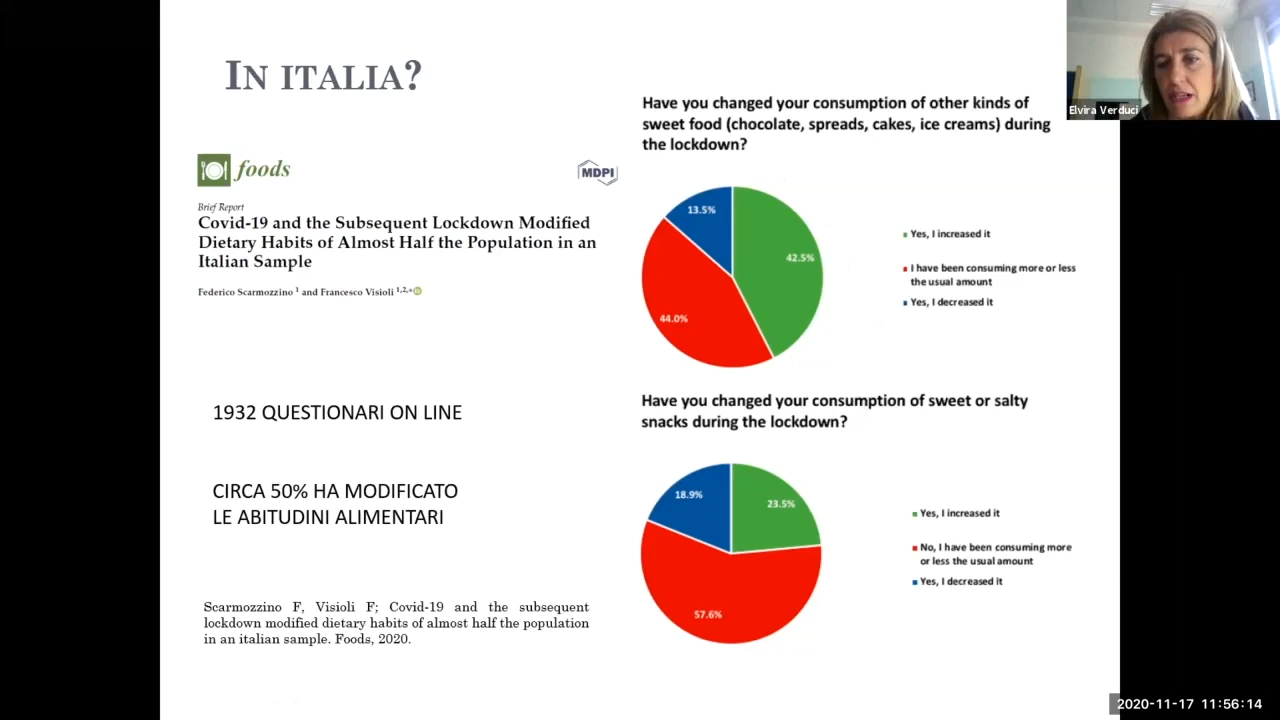 IN ITALIA?
foods
MDPI
Brief Report
Covid-19 and the Subsequent Lockdown Modified
Dietary Habits of Almost Half the Population in an
Italian Sample
Federico Scarmozzino 1 and Francesco Visioli 1,2,*
1932 QUESTIONARI ON LINE
CIRCA 50% HA MODIFICATO
LE ABITUDINI ALIMENTARI
Scarmozzino F, Visioli F; Covid-19 and the subsequent
lockdown modified dietary habits of almost half the population
in an italian sample. Foods, 2020.
Have you changed your consumption of other kinds of
sweet food (chocolate, spreads, cakes, ice creams) during
the lockdown?
13.5%
42.5%
44.0%
Yes, I increased it
I have been consuming more or less
the usual amount
Yes, I decreased it
Have you changed your consumption of sweet or salty
snacks during the lockdown?
18.9%
23.5%
57.6%
Yes, I increased it
No, I have been consuming more
or less the usual amount
Yes, I decreased it
Elvira Verduci
2020-11-17 11:56:14